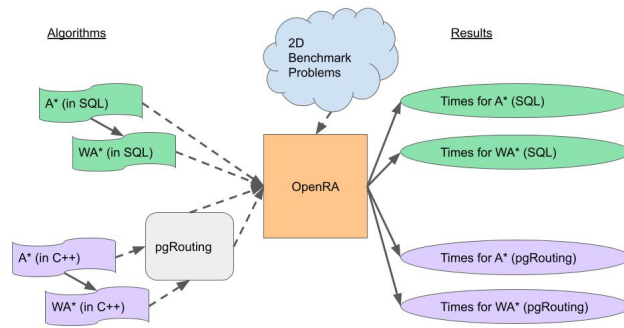 Algorithms
2D
Benchmark
Problems
Results
A* (in SQL)
WA* (in SQL)
OpenRA
pgRouting
A* (in C++)
WA* (in C++)
Times for A* (SQL)
Times for WA* (SQL)
Times for A* (pgRouting)
Times for WA* (pgRouting)